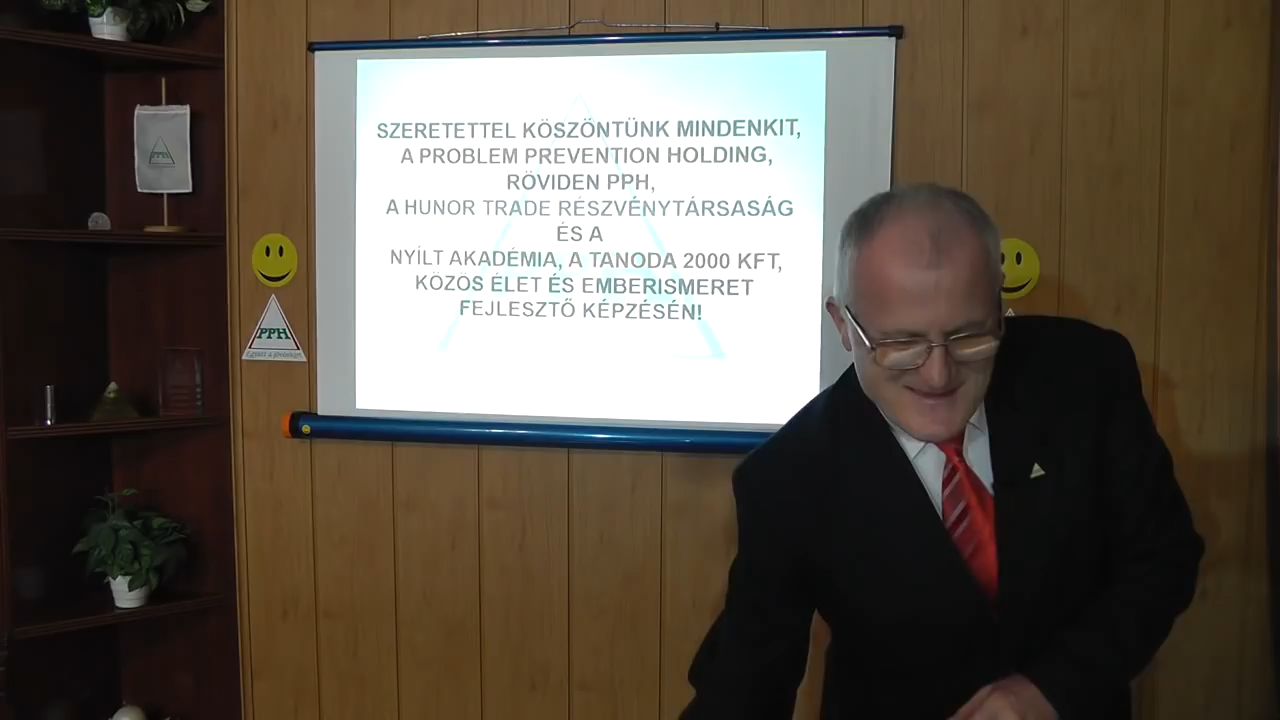 SZERETETTEL KÖSZÖNTÜNK MINDENKIT,
A PROBLEM PREVENTION HOLDING,
RÖVIDEN PPH,
A HUNOR TRADE RÉSZVÉNYTÁRSASÁG
ÉS A
NYÍLT AKADÉMIA, A TANODA 2000 KFT,
KÖZÖS ÉLET ÉS EMBERISMERET
FEJLESZTŐ KÉPZÉSÉN!
PPH
PPH